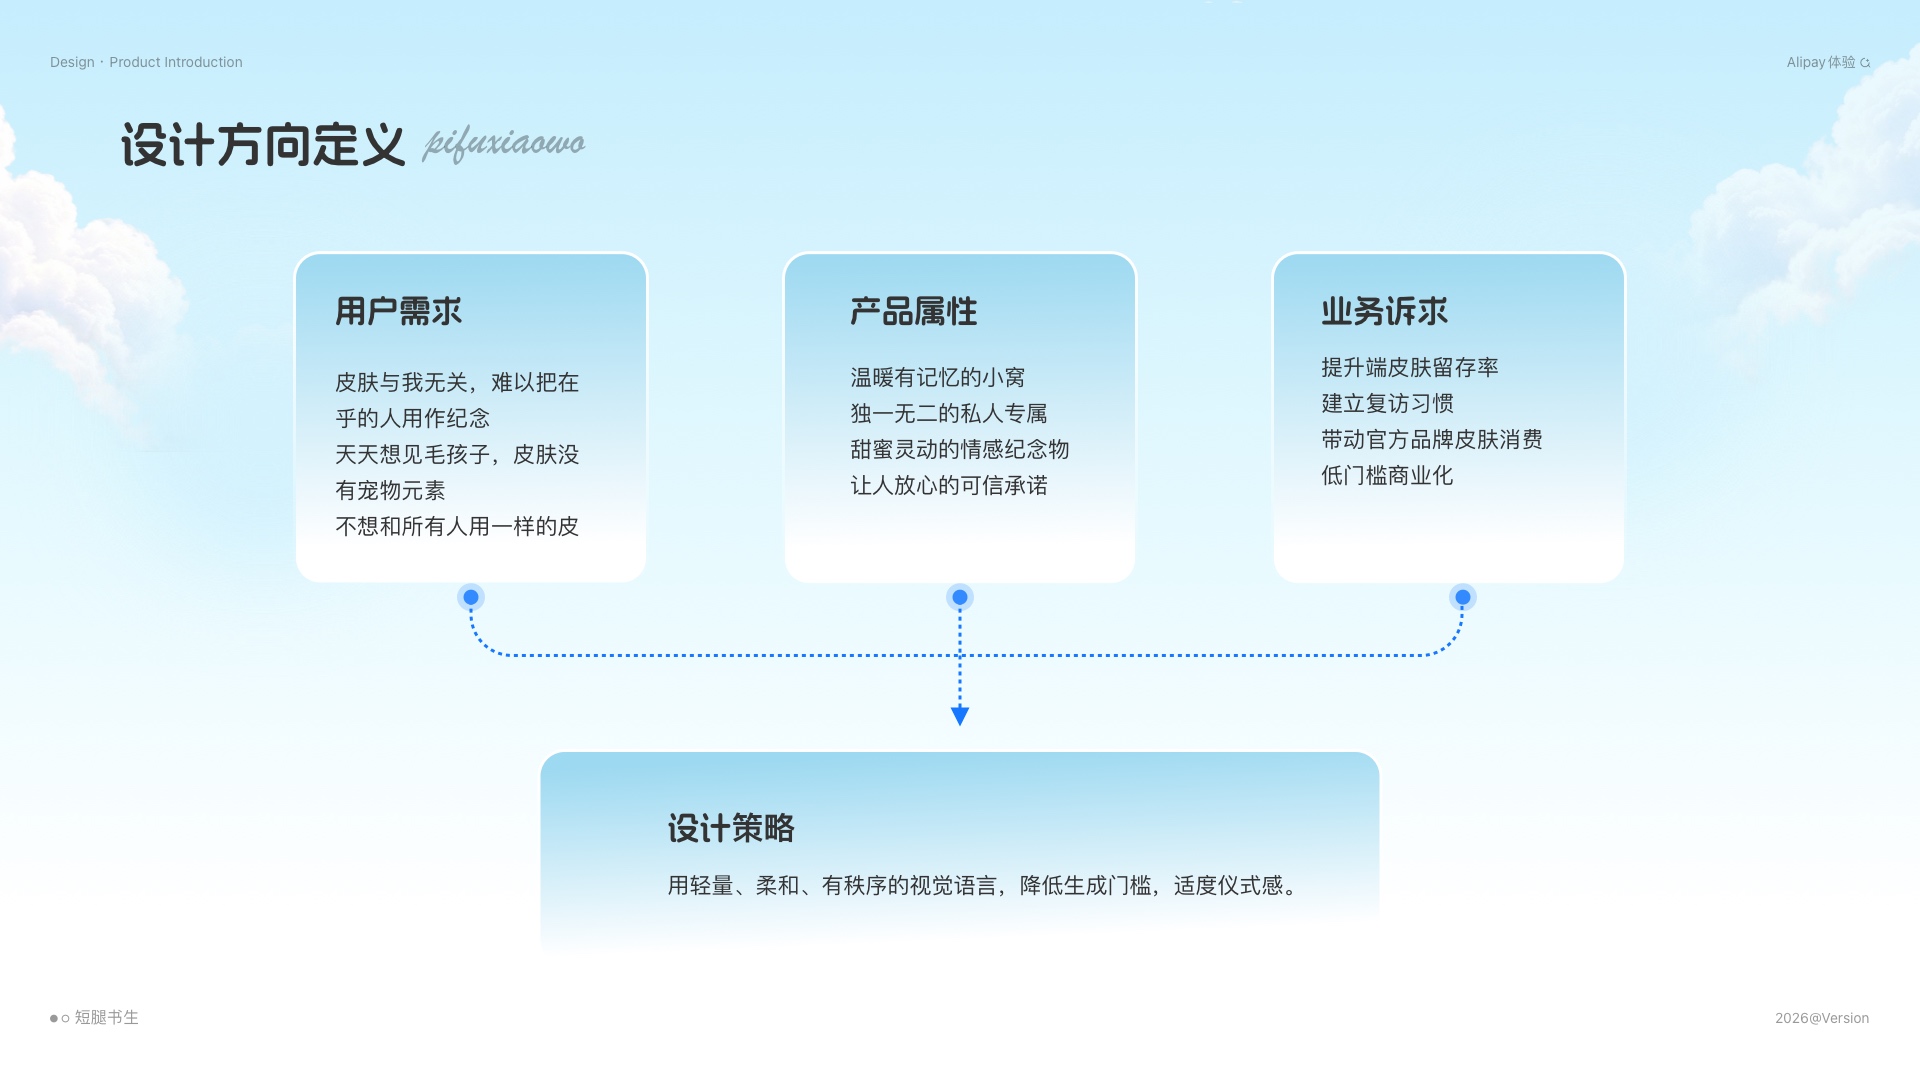 Design · Product Introduction
Alipay体验
设计方向定义 pifuxiaowo
用户需求
皮肤与我无关，难以把在
乎的人用作纪念
天天想见毛孩子，皮肤没
有宠物元素
不想和所有人用一样的皮
产品属性
温暖有记忆的小窝
独一无二的私人专属
甜蜜灵动的情感纪念物
让人放心的可信承诺
业务诉求
提升端皮肤留存率
建立复访习惯
带动官方品牌皮肤消费
低门槛商业化
设计策略
用轻量、柔和、有秩序的视觉语言，降低生成门槛，适度仪式感。
短腿书生
2026@Version